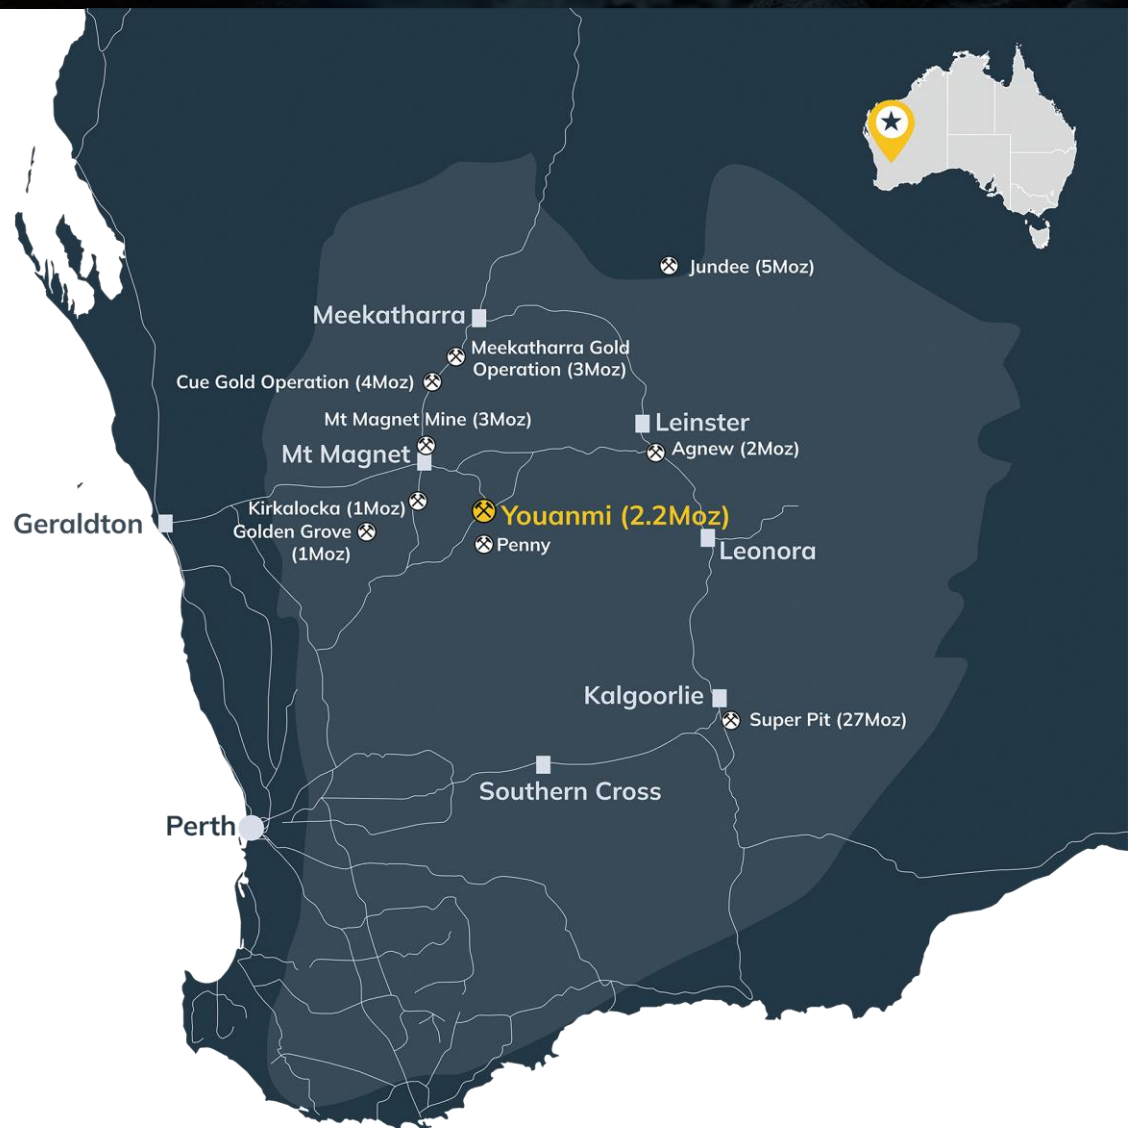 Jundee (5Moz)
Meekatharra
Meekatharra Gold
Operation (3Moz)
Cue Gold Operation (4Moz)
Mt Magnet Mine (3Moz)
Leinster
Agnew (2Moz)
Mt Magnet
Kirkalocka (1Moz)
Youanmi (2.2Moz)
Geraldton
Golden Grove
(1Moz)
Penny
Leonora
Kalgoorlie
Super Pit (27Moz)
Southern Cross
Perth